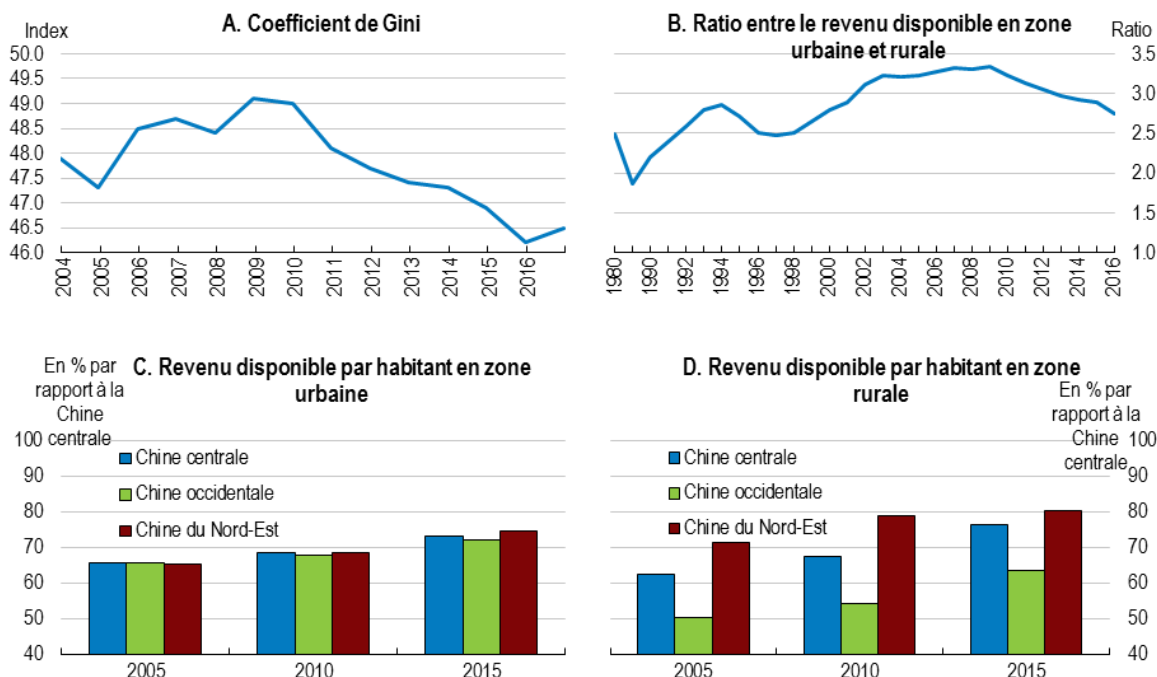 A. Coefficient de Gini
Index
50.0
49.5
49.0
48.5
48.0
47.5
47.0
46.5
46.0
2004
2005
2006
2007
2008
2009
2010
2011
2012
2013
2014
2015
2016
B. Ratio entre le revenu disponible en zone
urbaine et rurale
Ratio
3.5
3.0
2.5
2.0
1.5
1.0
1980
1990
1992
1994
1996
1998
2000
2002
2004
2006
2008
2010
2012
2014
2016
C. Revenu disponible par habitant en zone
urbaine
En % par
rapport à la
Chine
centrale
100
90
80
70
60
50
40
Chine centrale
Chine occidentale
Chine du Nord-Est
2005
2010
2015
D. Revenu disponible par habitant en zone
rurale
En % par
rapport à la
Chine
centrale
100
90
80
70
60
50
40
Chine centrale
Chine occidentale
Chine du Nord-Est
2005
2010
2015